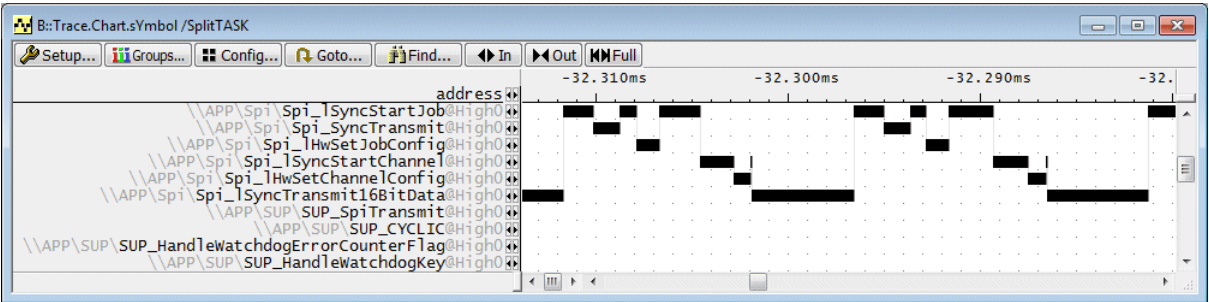 B::Trace.Chart.sYmbol /SplitTASK
Setup... Groups... Config... Goto... Find... In Out Full
-32.310ms -32.300ms -32.290ms -32.
address
\\APP\Spi\Spi_lSyncStartJob@High0
\\APP\Spi\Spi_SyncTransmit@High0
\\APP\Spi\Spi_lHwSetJobConfig@High0
\\APP\Spi\Spi_lSyncStartChannel@High0
\\APP\Spi\Spi_lHwSetChannelConfig@High0
\\APP\Spi\Spi_lSyncTransmit16BitData@High0
\\APP\SUP\SUP_SpiTransmit@High0
\\APP\SUP\SUP_CYCLIC@High0
\\APP\SUP\SUP_HandleWatchdogErrorCounterFlag@High0
\\APP\SUP\SUP_HandleWatchdogKey@High0